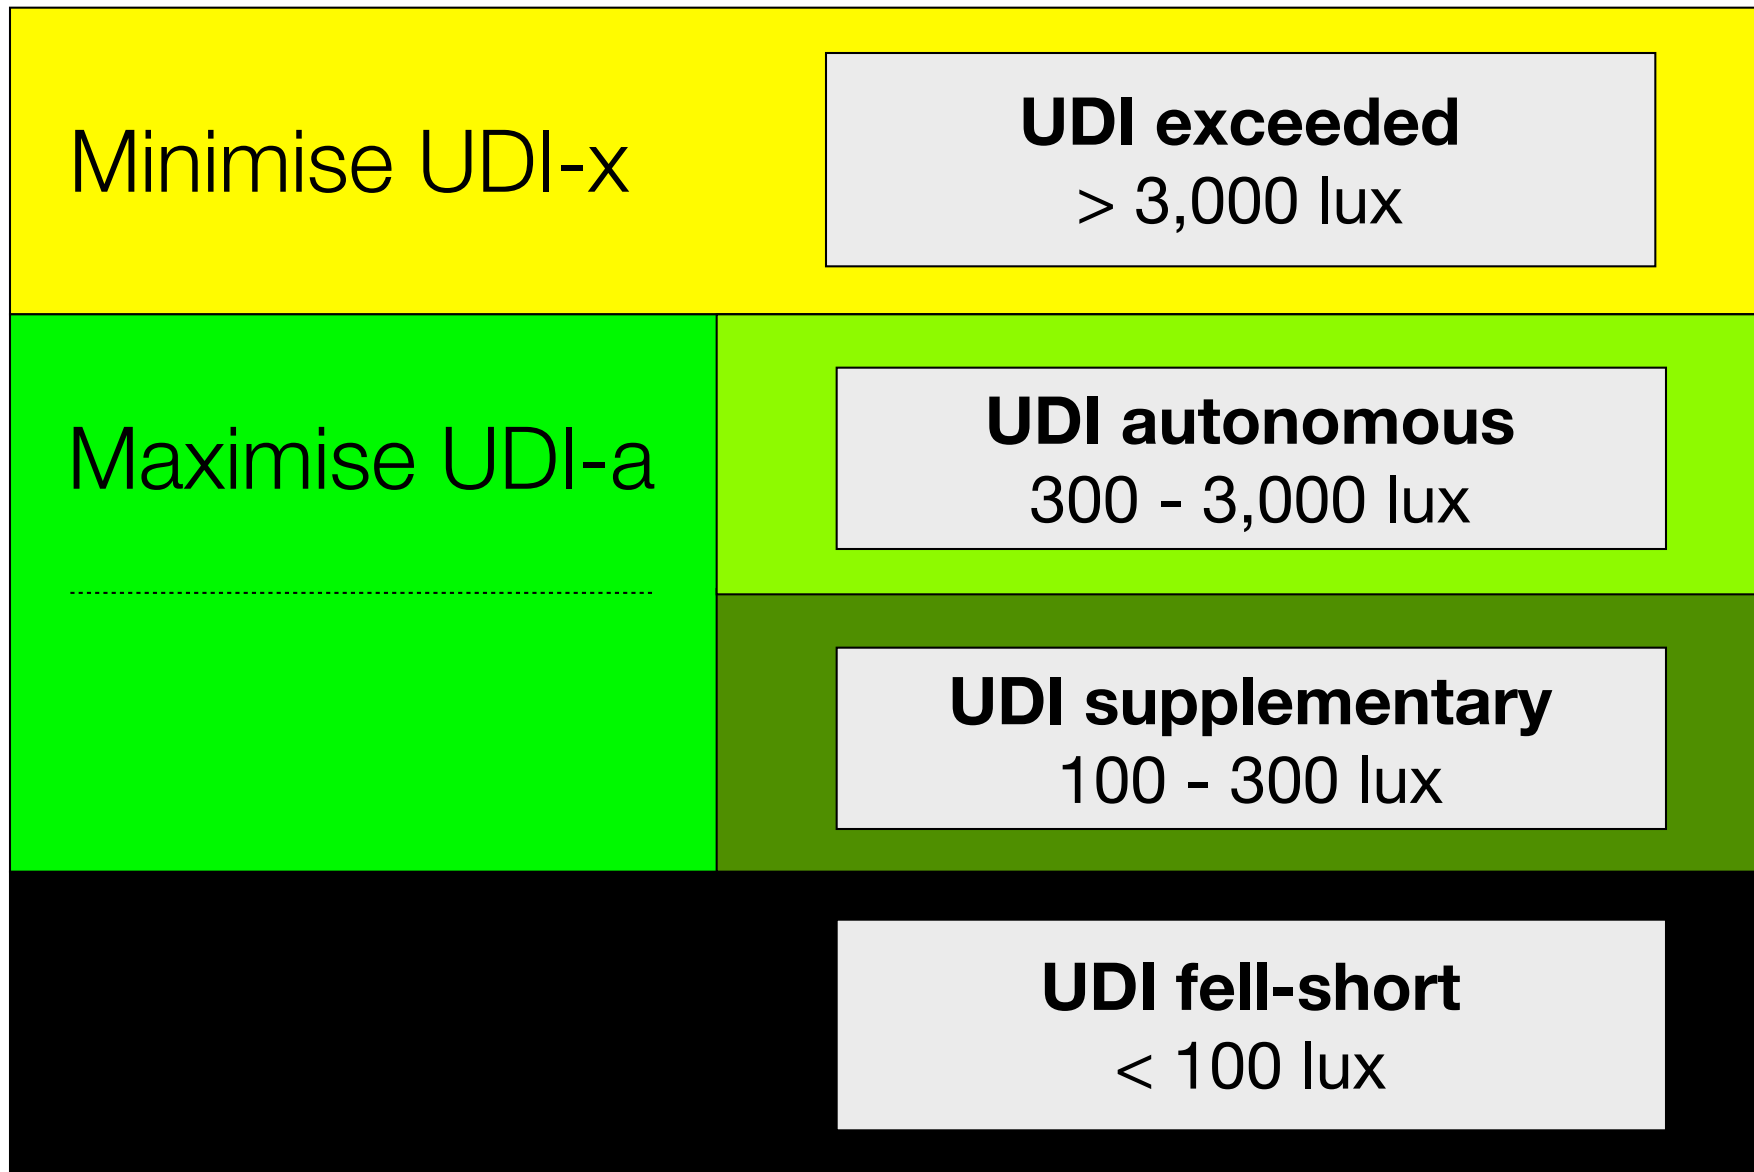 Minimise UDI-x
UDI exceeded
> 3,000 lux
Maximise UDI-a
UDI autonomous
300 - 3,000 lux
UDI supplementary
100 - 300 lux
UDI fell-short
< 100 lux